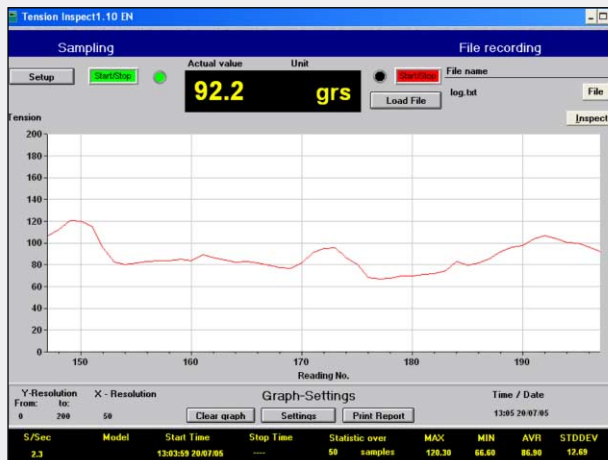 Tension Inspect1.10 EN
Sampling
File recording
Setup
Start/Stop
Actual value
Unit
92.2
grs
Start/Stop
Load File
File name
log.txt
File
Inspect
Tension
200
180
160
140
120
100
80
60
40
20
0
150
160
170
180
190
Reading No.
Y-Resolution
From:
to:
0
200
X - Resolution
50
Graph-Settings
Clear graph
Settings
Print Report
Time / Date
13:05 20/07/05
S/Sec
Model
Start Time
Stop Time
Statistic over
MAX
MIN
AVR
STDDEV
2.3
13:03:59 20/07/05
----
50
samples
120.30
66.60
86.90
12.69